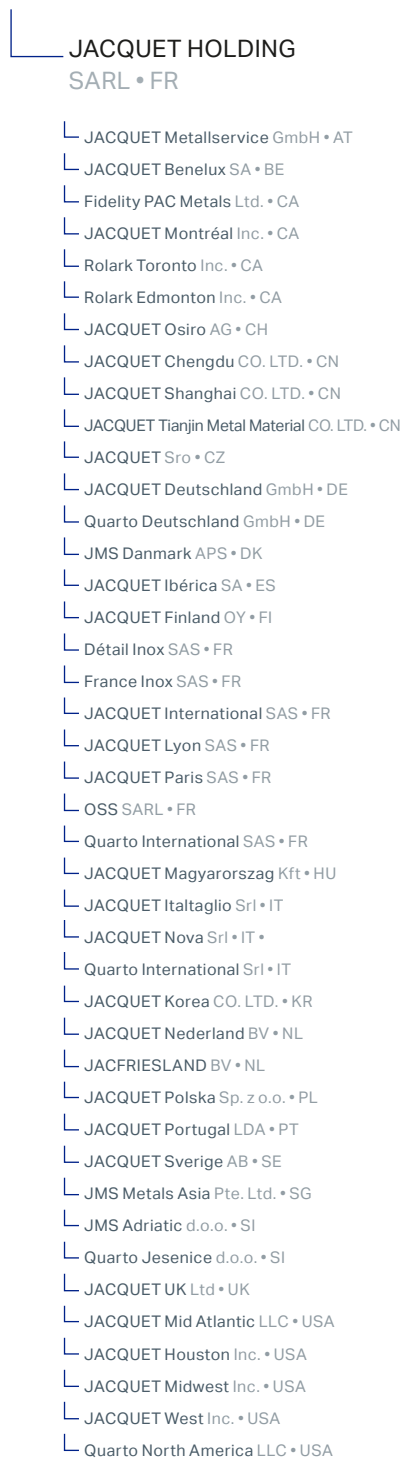 JACQUET HOLDING
SARL • FR
JACQUET Metallservice GmbH • AT
JACQUET Benelux SA • BE
Fidelity PAC Metals Ltd. • CA
JACQUET Montréal Inc. • CA
Rolark Toronto Inc. • CA
Rolark Edmonton Inc. • CA
JACQUET Osiro AG • CH
JACQUET Chengdu CO. LTD. • CN
JACQUET Shanghai CO. LTD. • CN
JACQUET Tianjin Metal Material CO. LTD. • CN
JACQUET Sro • CZ
JACQUET Deutschland GmbH • DE
Quarto Deutschland GmbH • DE
JMS Danmark APS • DK
JACQUET Ibérica SA • ES
JACQUET Finland OY • FI
Détail Inox SAS • FR
France Inox SAS • FR
JACQUET International SAS • FR
JACQUET Lyon SAS • FR
JACQUET Paris SAS • FR
OSS SARL • FR
Quarto International SAS • FR
JACQUET Magyarorszag Kft • HU
JACQUET Italtaglio Srl • IT
JACQUET Nova Srl • IT •
Quarto International Srl • IT
JACQUET Korea CO. LTD. • KR
JACQUET Nederland BV • NL
JACFRIESLAND BV • NL
JACQUET Polska Sp. z o.o. • PL
JACQUET Portugal LDA • PT
JACQUET Sverige AB • SE
JMS Metals Asia Pte. Ltd. • SG
JMS Adriatic d.o.o. • SI
Quarto Jesenice d.o.o. • SI
JACQUET UK Ltd • UK
JACQUET Mid Atlantic LLC • USA
JACQUET Houston Inc. • USA
JACQUET Midwest Inc. • USA
JACQUET West Inc. • USA
Quarto North America LLC • USA